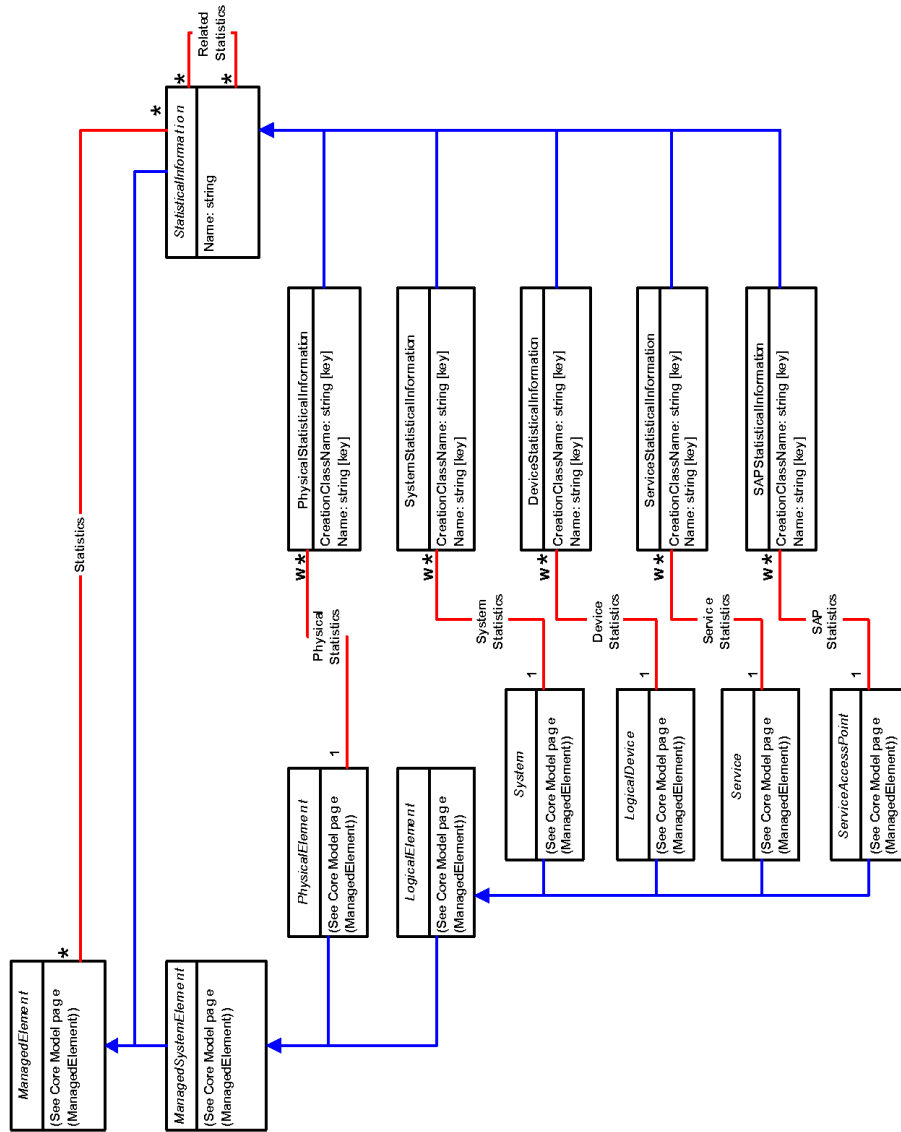 ManagedElement
(See Core Model page
(ManagedElement))
*
Statistics
*
StatisticalInformation
Name: string
*
*
Related
Statistics
ManagedSystemElement
(See Core Model page
(ManagedElement))
PhysicalElement
(See Core Model page
(ManagedElement))
1
Physical
Statistics
w*
PhysicalStatisticalInformation
CreationClassName: string [key]
Name: string [key]
LogicalElement
(See Core Model page
(ManagedElement))
System
(See Core Model page
(ManagedElement))
1
System
Statistics
w*
SystemStatisticalInformation
CreationClassName: string [key]
Name: string [key]
LogicalDevice
(See Core Model page
(ManagedElement))
1
Device
Statistics
w*
DeviceStatisticalInformation
CreationClassName: string [key]
Name: string [key]
Service
(See Core Model page
(ManagedElement))
1
Service
Statistics
w*
ServiceStatisticalInformation
CreationClassName: string [key]
Name: string [key]
ServiceAccessPoint
(See Core Model page
(ManagedElement))
1
SAP
Statistics
w*
SAPStatisticalInformation
CreationClassName: string [key]
Name: string [key]